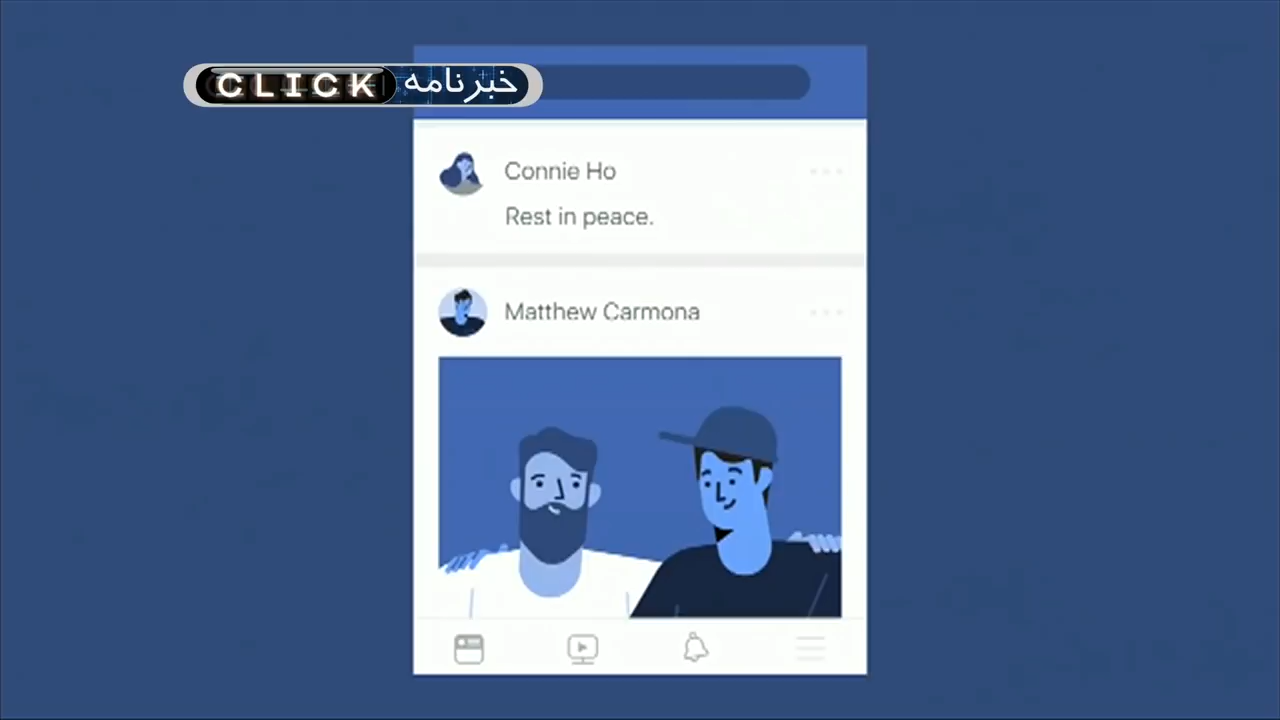 CLICK خبرنامه
Connie Ho
Rest in peace.
Matthew Carmona